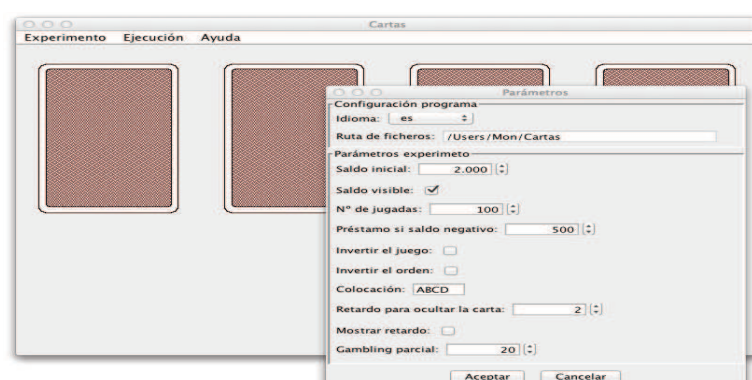 Cartas
Experimento Ejecución Ayuda
Parámetros
Configuración programa
Idioma: es
Ruta de ficheros: /Users/Mon/Cartas
Parámetros experimeto
Saldo inicial: 2.000
Saldo visible:
Nº de jugadas: 100
Préstamo si saldo negativo: 500
Invertir el juego:
Invertir el orden:
Colocación: ABCD
Retardo para ocultar la carta: 2
Mostrar retardo:
Gambling parcial: 20
Aceptar Cancelar